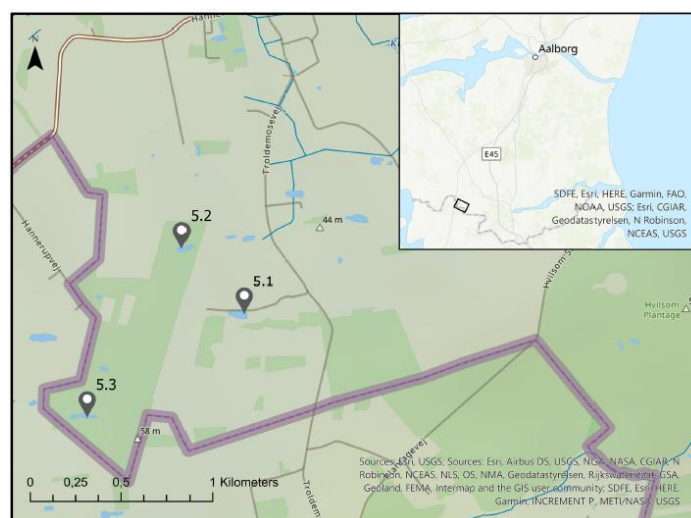 Hanne
N
Troldemosevej
Aalborg
E45
SDFE, Esri, HERE, Garmin, FAO,
NOAA, USGS; Esri, CGIAR,
Geodatastyrelsen, N Robinson,
NCEAS, USGS
5.2
44 m
Hannerupvej
5.1
Hvilsom S
Hvilsom
Plantage
5.3
58 m
Sources: Esri, USGS, Sources: Esri, Airbus DS, USGS, NGA, NASA, CGIAR, N
Robinson, NCEAS, NLS, OS, NMA, Geodatastyrelsen, Rijkswaterstaat, GSA,
Geoland, FEMA, Intermap and the GIS user community; SDFE, Esri, HERE,
Garmin, INCREMENT P, METI/NASA, USGS
Troldem
0 0,25 0,5 1 Kilometers